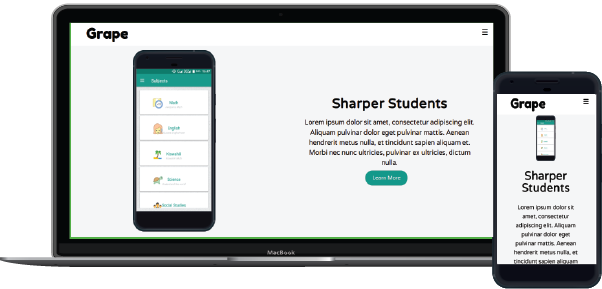 Grape
☰
Subjects
Math
English
Kiswahili
Science
Social Studies
Sharper Students
Lorem ipsum dolor sit amet, consectetur adipiscing elit.
Aliquam pulvinar dolor pulvinar mattis. Aenean
hendrerit metus nulla, et tincidunt sapien aliquam et.
Morbi nec nunc ultricies, pulvinar ex ultricies, dictum
nulla.
Learn More
MacBook
Grape
☰
Sharper
Students
Lorem ipsum dolor sit
amet, consectetur
adipiscing elit.
Aliquam pulvinar dolor
pulvinar mattis.
Aenean hendrerit
metus nulla, et
tincidunt sapien aliquam